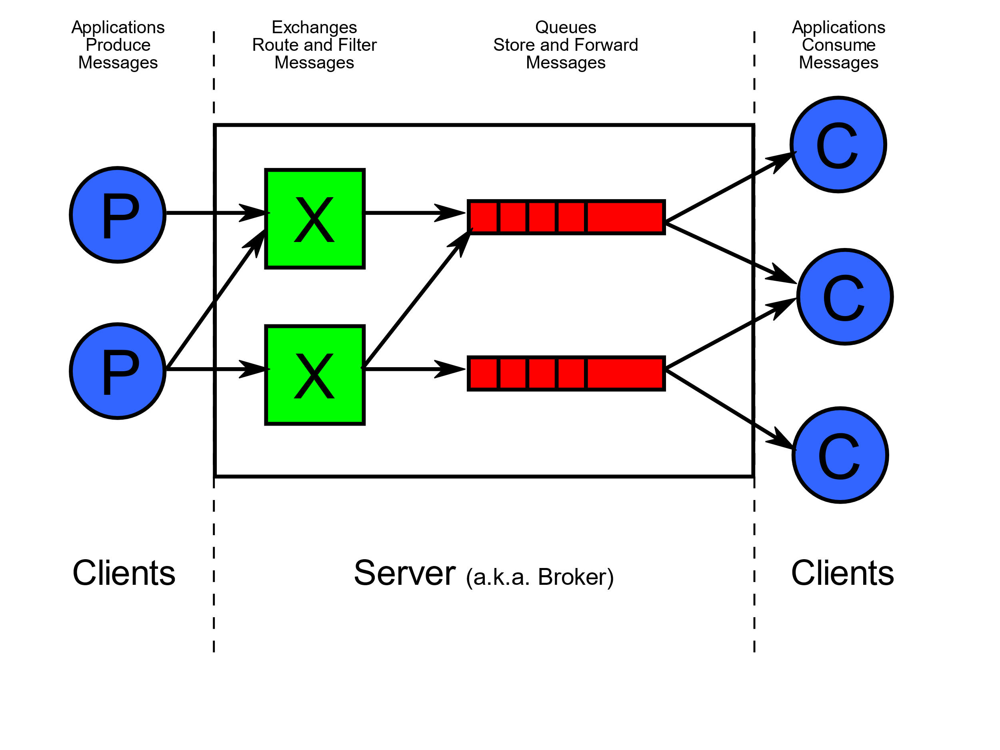 Applications
Produce
Messages
Exchanges
Route and Filter
Messages
Queues
Store and Forward
Messages
Applications
Consume
Messages
P
P
X
X
C
C
C
Clients
Server (a.k.a. Broker)
Clients